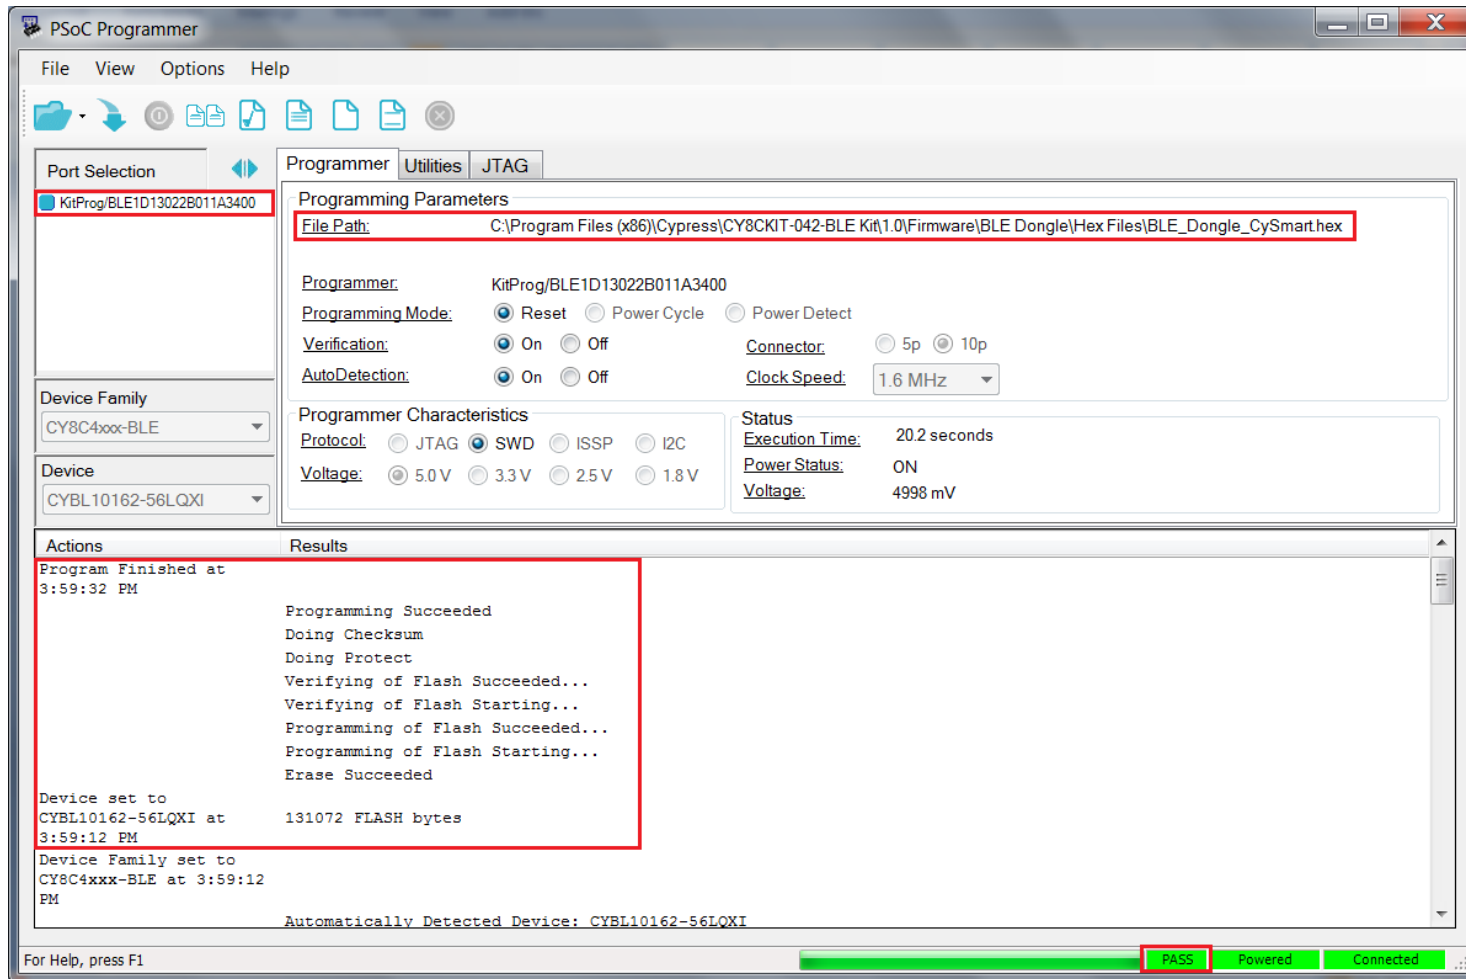 PSoC Programmer
File View Options Help
Port Selection
KitProg/BLE1D13022B011A3400
Programmer Utilities JTAG
Programming Parameters
File Path: C:\Program Files (x86)\Cypress\CY8CKIT-042-BLE Kit\1.0\Firmware\BLE Dongle\Hex Files\BLE_Dongle_CySmart.hex
Programmer: KitProg/BLE1D13022B011A3400
Programming Mode: Reset Power Cycle Power Detect
Verification: On Off Connector: 5p 10p
AutoDetection: On Off Clock Speed: 1.6 MHz
Device Family
CY8C4xxx-BLE
Device
CYBL10162-56LQXI
Programmer Characteristics
Protocol: JTAG SWD ISSP I2C
Voltage: 5.0 V 3.3 V 2.5 V 1.8 V
Status
Execution Time: 20.2 seconds
Power Status: ON
Voltage: 4998 mV
Actions Results
Program Finished at
3:59:32 PM
Programming Succeeded
Doing Checksum
Doing Protect
Verifying of Flash Succeeded...
Verifying of Flash Starting...
Programming of Flash Succeeded...
Programming of Flash Starting...
Erase Succeeded
Device set to
CYBL10162-56LQXI at 131072 FLASH bytes
3:59:12 PM
Device Family set to
CY8C4xxx-BLE at 3:59:12
PM
Automatically Detected Device: CYBL10162-56LQXI
For Help, press F1 PASS Powered Connected